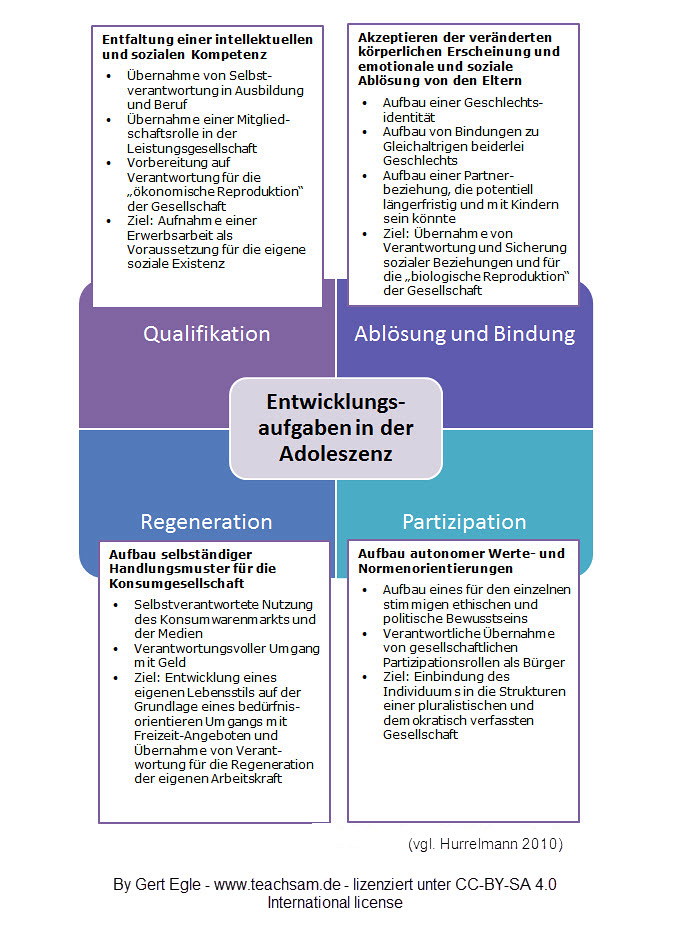 Entfaltung einer intellektuellen
und sozialen Kompetenz
• Übernahme von Selbst-
verantwortung in Ausbildung
und Beruf
• Übernahme einer Mitglied-
schaftsrolle in der
Leistungsgesellschaft
• Vorbereitung auf
Verantwortung für die
„ökonomische Reproduktion“
der Gesellschaft
• Ziel: Aufnahme einer
Erwerbsarbeit als
Voraussetzung für die eigene
soziale Existenz
Qualifikation
Akzeptieren der veränderten
körperlichen Erscheinung und
emotionale und soziale
Ablösung von den Eltern
• Aufbau einer Geschlechts-
identität
• Aufbau von Bindungen zu
Gleichaltrigen beiderlei
Geschlechts
• Aufbau einer Partner-
beziehung, die potentiell
längerfristig und mit Kindern
sein könnte
• Ziel: Übernahme von
Verantwortung und Sicherung
sozialer Beziehungen und für
die „biologische Reproduktion“
der Gesellschaft
Ablösung und Bindung
Entwicklungs-
aufgaben in der
Adoleszenz
Regeneration
Aufbau selbständiger
Handlungsmuster für die
Konsumgesellschaft
• Selbstverantwortete Nutzung
des Konsumwarenmarkts und
der Medien
• Verantwortungsvoller Umgang
mit Geld
• Ziel: Entwicklung eines
eigenen Lebensstils auf der
Grundlage eines bedürfnis-
orientieren Umgangs mit
Freizeit-Angeboten und
Übernahme von Verant-
wortung für die Regeneration
der eigenen Arbeitskraft
Partizipation
Aufbau autonomer Werte- und
Normenorientierungen
• Aufbau eines für den einzelnen
stimmigen ethischen und
politische Bewusstseins
• Verantwortliche Übernahme
von gesellschaftlichen
Partizipationsrollen als Bürger
• Ziel: Einbindung des
Individuums in die Strukturen
einer pluralistischen und
demokratisch verfassten
Gesellschaft
(vgl. Hurrelmann 2010)
By Gert Egle - www.teachsam.de - lizenziert unter CC-BY-SA 4.0
International license